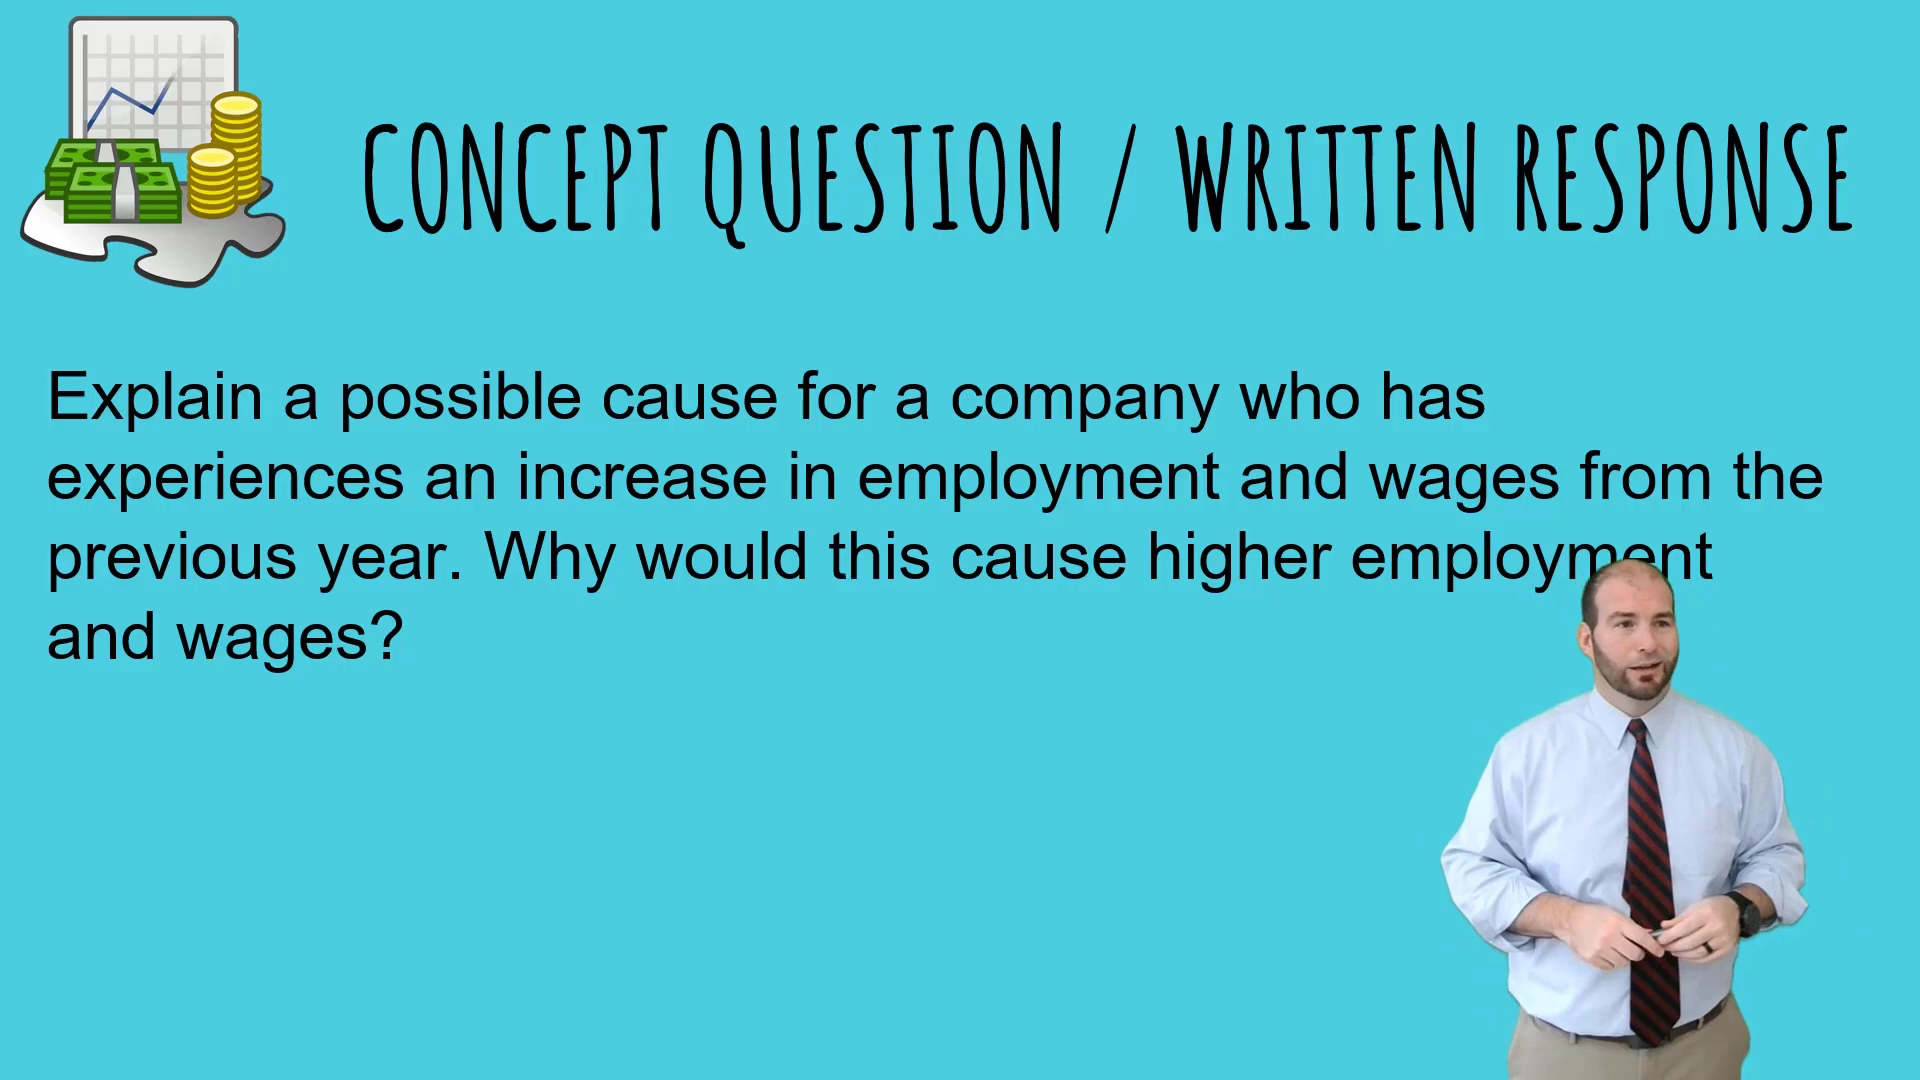 CONCEPT QUESTION / WRITTEN RESPONSE
Explain a possible cause for a company who has
experiences an increase in employment and wages from the
previous year. Why would this cause higher employment
and wages?